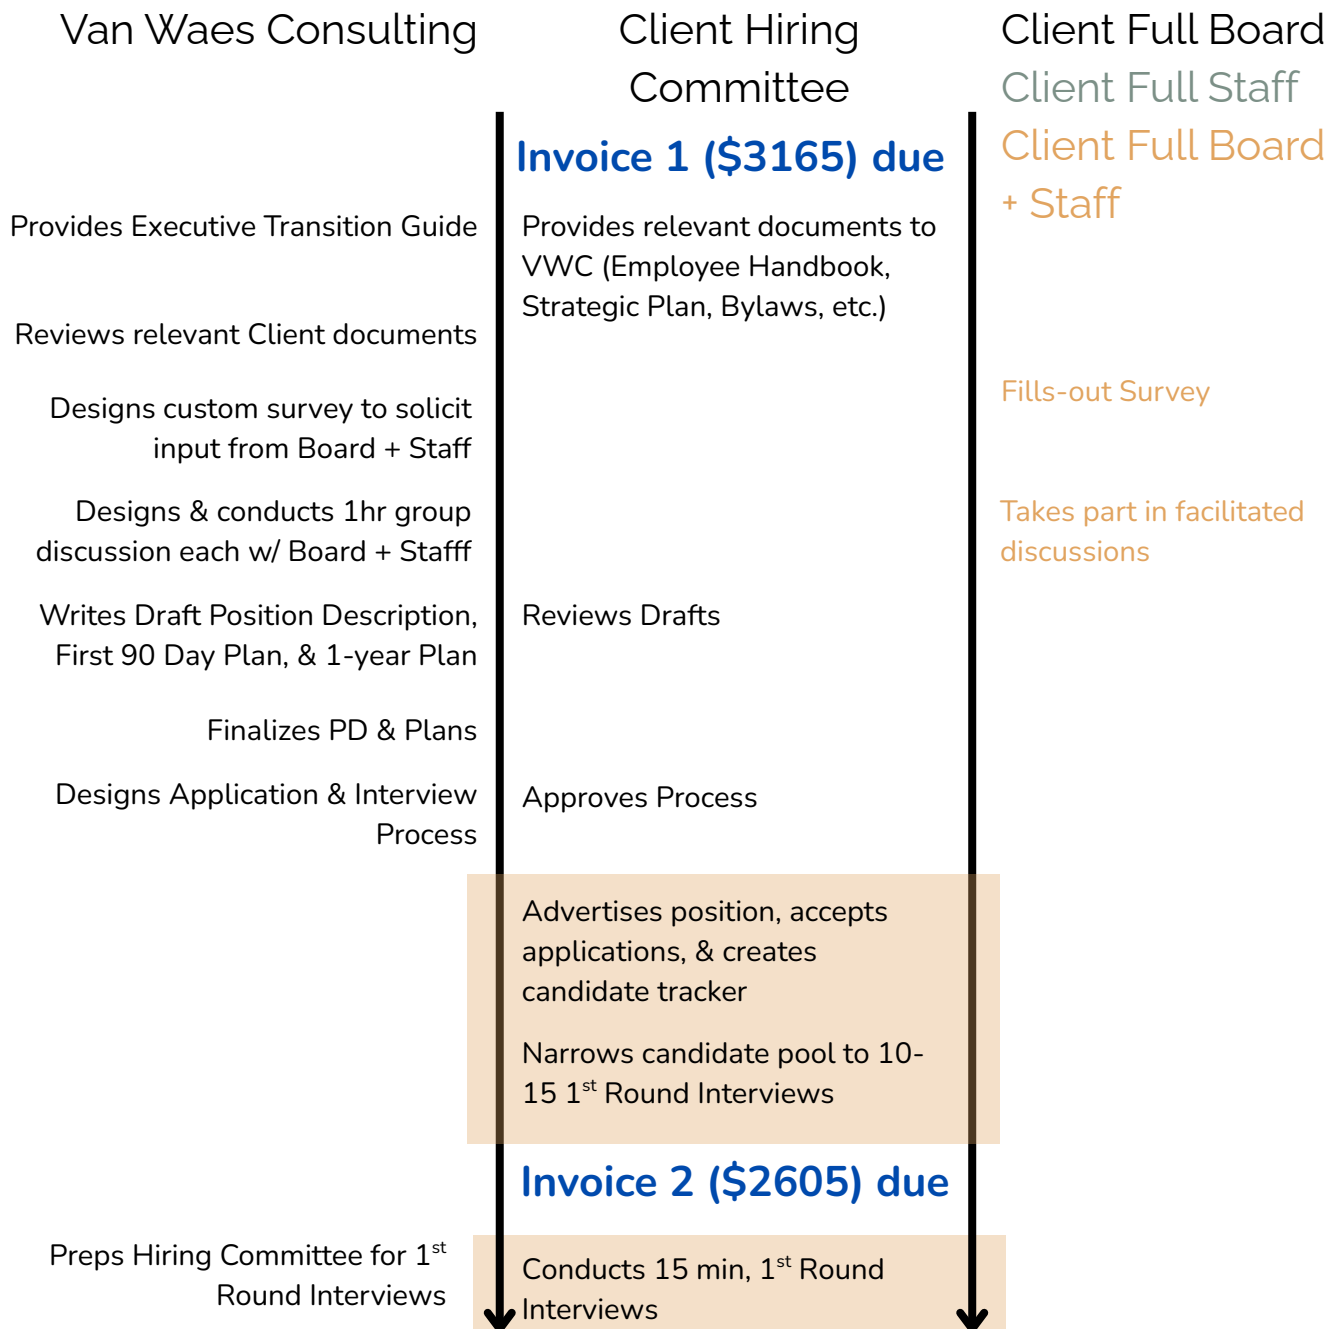 Van Waes Consulting
Client Hiring
Committee
Client Full Board
Client Full Staff
Client Full Board
+ Staff
Invoice 1 ($3165) due
Provides Executive Transition Guide
Provides relevant documents to
VWC (Employee Handbook,
Strategic Plan, Bylaws, etc.)
Reviews relevant Client documents
Designs custom survey to solicit
input from Board + Staff
Fills-out Survey
Designs & conducts 1hr group
discussion each w/ Board + Stafff
Takes part in facilitated
discussions
Writes Draft Position Description,
First 90 Day Plan, & 1-year Plan
Reviews Drafts
Finalizes PD & Plans
Designs Application & Interview
Process
Approves Process
Advertises position, accepts
applications, & creates
candidate tracker
Narrows candidate pool to 10-
15 1st Round Interviews
Invoice 2 ($2605) due
Preps Hiring Committee for 1st
Round Interviews
Conducts 15 min, 1st Round
Interviews